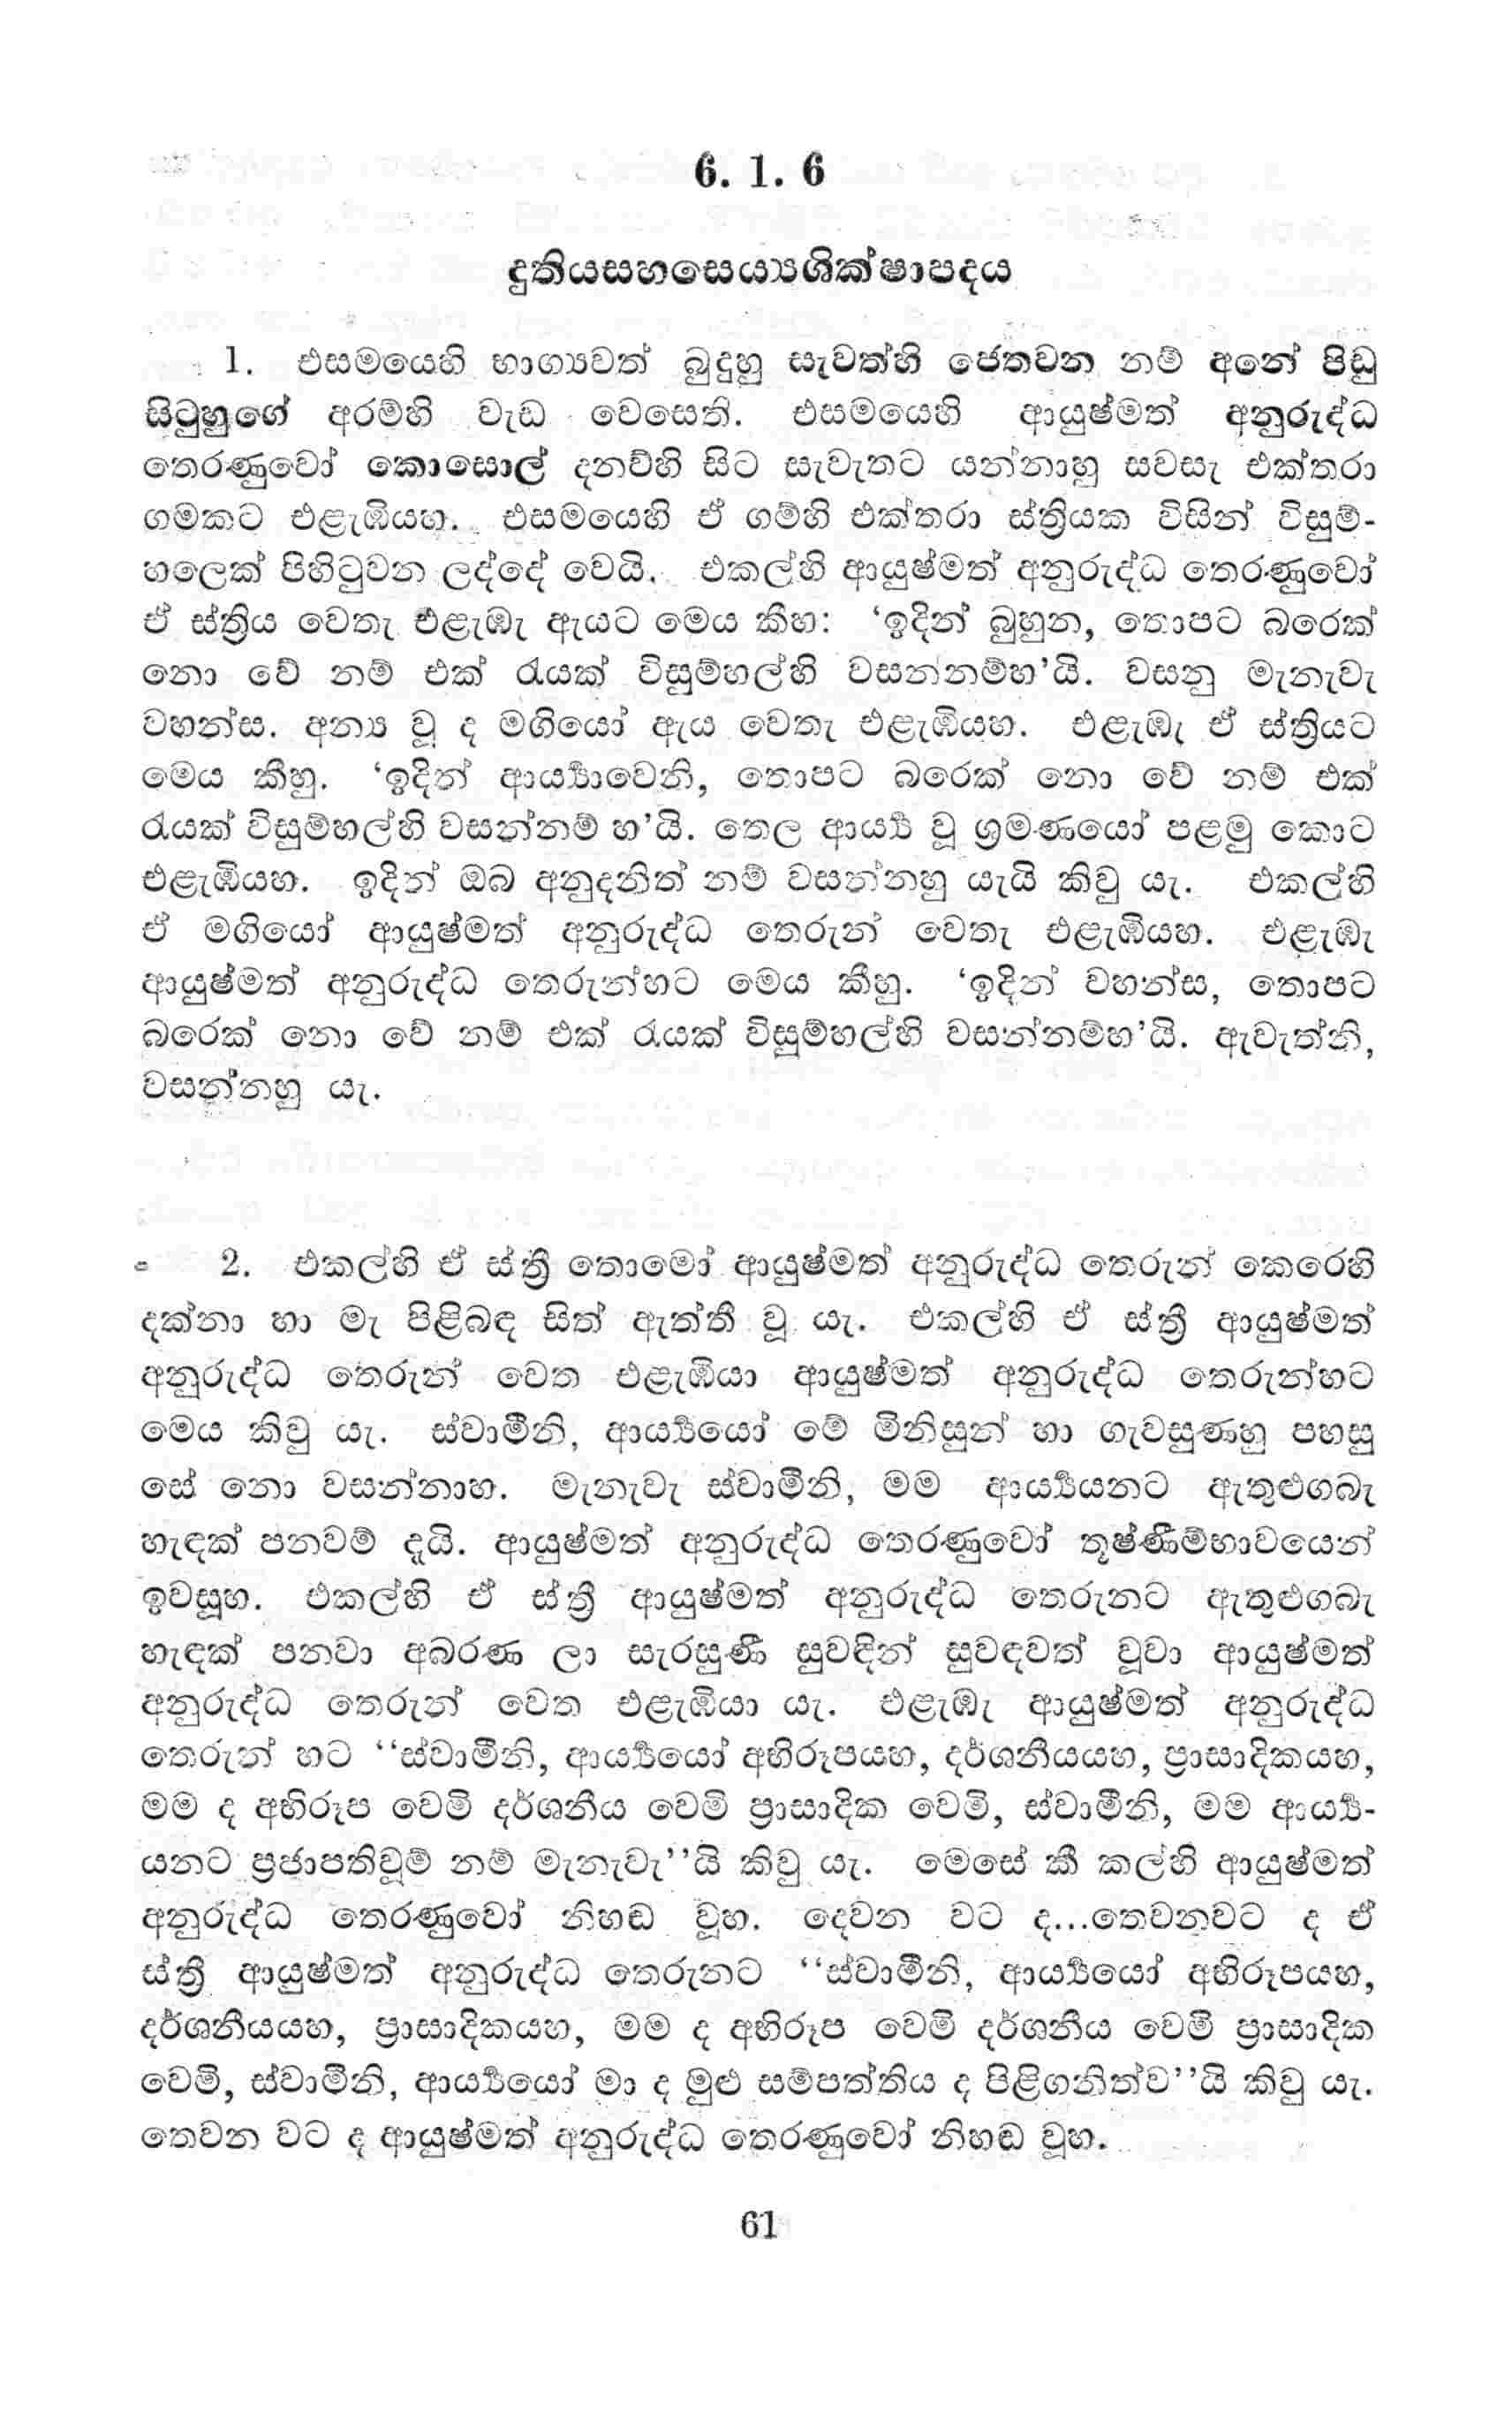 6. 1. 6
දුතියසහසෙය්‍යශික්ෂාපදය
1. එසමයෙහි භාග්‍යවත් බුදුහු සැවත්හි ජෙතවන නම් අනේ පිඬු
සිටුහුගේ අරම්හි වැඩ වෙසෙති. එසමයෙහි ආයුෂ්මත් අනුරුද්ධ
තෙරණුවෝ කොසොල් දනව්හි සිට සැවැතට යන්නාහු සවසැ එක්තරා
ගමකට එළැඹියහ. එසමයෙහි ඒ ගම්හි එක්තරා ස්ත්‍රියක විසින් විසුම්-
හලෙක් පිහිටුවන ලද්දේ වෙයි. එකල්හි ආයුෂ්මත් අනුරුද්ධ තෙරණුවෝ
ඒ ස්ත්‍රිය වෙතැ එළැඹැ ඇයට මෙය කීහ: ‘ඉදින් බුහුන, තොපට බරෙක්
නො වේ නම් එක් රැයක් විසුම්හල්හි වසන්නම්හ’යි. වසනු මැනැවැ
වහන්ස. අන්‍ය වූ ද මගියෝ ඇය වෙතැ එළැඹියහ. එළැඹැ ඒ ස්ත්‍රියට
මෙය කීහු. ‘ඉදින් ආර්‍ය්‍යාවෙනි, තොපට බරෙක් නො වේ නම් එක්
රැයක් විසුම්හල්හි වසන්නම් හ’යි. තෙල ආර්‍ය්‍ය වූ ශ්‍රමණයෝ පළමු කොට
එළැඹියහ. ඉදින් ඔබ අනුදනිත් නම් වසන්නහු යැයි කිවු යැ. එකල්හි
ඒ මගියෝ ආයුෂ්මත් අනුරුද්ධ තෙරුන් වෙතැ එළැඹියහ. එළැඹැ
ආයුෂ්මත් අනුරුද්ධ තෙරුන්හට මෙය කීහු. ‘ඉදින් වහන්ස, තොපට
බරෙක් නො වේ නම් එක් රැයක් විසුම්හල්හි වසන්නම්හ’යි. ඇවැත්නි,
වසන්නහු යැ.
2. එකල්හි ඒ ස්ත්‍රී තොමෝ ආයුෂ්මත් අනුරුද්ධ තෙරුන් කෙරෙහි
දක්නා හා මැ පිළිබඳ සිත් ඇත්තී වූ යැ. එකල්හි ඒ ස්ත්‍රී ආයුෂ්මත්
අනුරුද්ධ තෙරුන් වෙත එළැඹියා ආයුෂ්මත් අනුරුද්ධ තෙරුන්හට
මෙය කිවු යැ. ස්වාමීනි, ආර්‍ය්‍යයෝ මේ මිනිසුන් හා ගැවසුණහු පහසු
සේ නො වසන්නාහ. මැනැවැ ස්වාමීනි, මම ආර්‍ය්‍යයනට ඇතුළුගබැ
හැඳක් පනවම් දැයි. ආයුෂ්මත් අනුරුද්ධ තෙරණුවෝ තූෂ්ණීම්භාවයෙන්
ඉවසූහ. එකල්හි ඒ ස්ත්‍රී ආයුෂ්මත් අනුරුද්ධ තෙරුනට ඇතුළුගබැ
හැඳක් පනවා අබරණ ලා සැරසුණී සුවඳින් සුවඳවත් වූවා ආයුෂ්මත්
අනුරුද්ධ තෙරුන් වෙත එළැඹියා යැ. එළැඹැ ආයුෂ්මත් අනුරුද්ධ
තෙරුන් හට ‘‘ස්වාමීනි, ආර්‍ය්‍යයෝ අභිරූපයහ, දර්ශනීයයහ, ප්‍රාසාදිකයහ,
මම ද අභිරූප වෙමි දර්ශනීය වෙමි ප්‍රාසාදික වෙමි, ස්වාමීනි, මම ආර්‍ය්‍ය-
යනට ප්‍රජාපතිවූම් නම් මැනැවැ’’යි කිවු යැ. මෙසේ කී කල්හි ආයුෂ්මත්
අනුරුද්ධ තෙරණුවෝ නිහඬ වූහ. දෙවන වට ද...තෙවනවට ද ඒ
ස්ත්‍රී ආයුෂ්මත් අනුරුද්ධ තෙරුනට ‘‘ස්වාමීනි, ආර්‍ය්‍යයෝ අභිරූපයහ,
දර්ශනීයයහ, ප්‍රාසාදිකයහ, මම ද අභිරූප වෙමි දර්ශනීය වෙමි ප්‍රාසාදික
වෙමි, ස්වාමීනි, ආර්‍ය්‍යයෝ මා ද මුළු සම්පත්තිය ද පිළිගනිත්ව’’යි කිවු යැ.
තෙවන වට ද ආයුෂ්මත් අනුරුද්ධ තෙරණුවෝ නිහඬ වූහ.
61